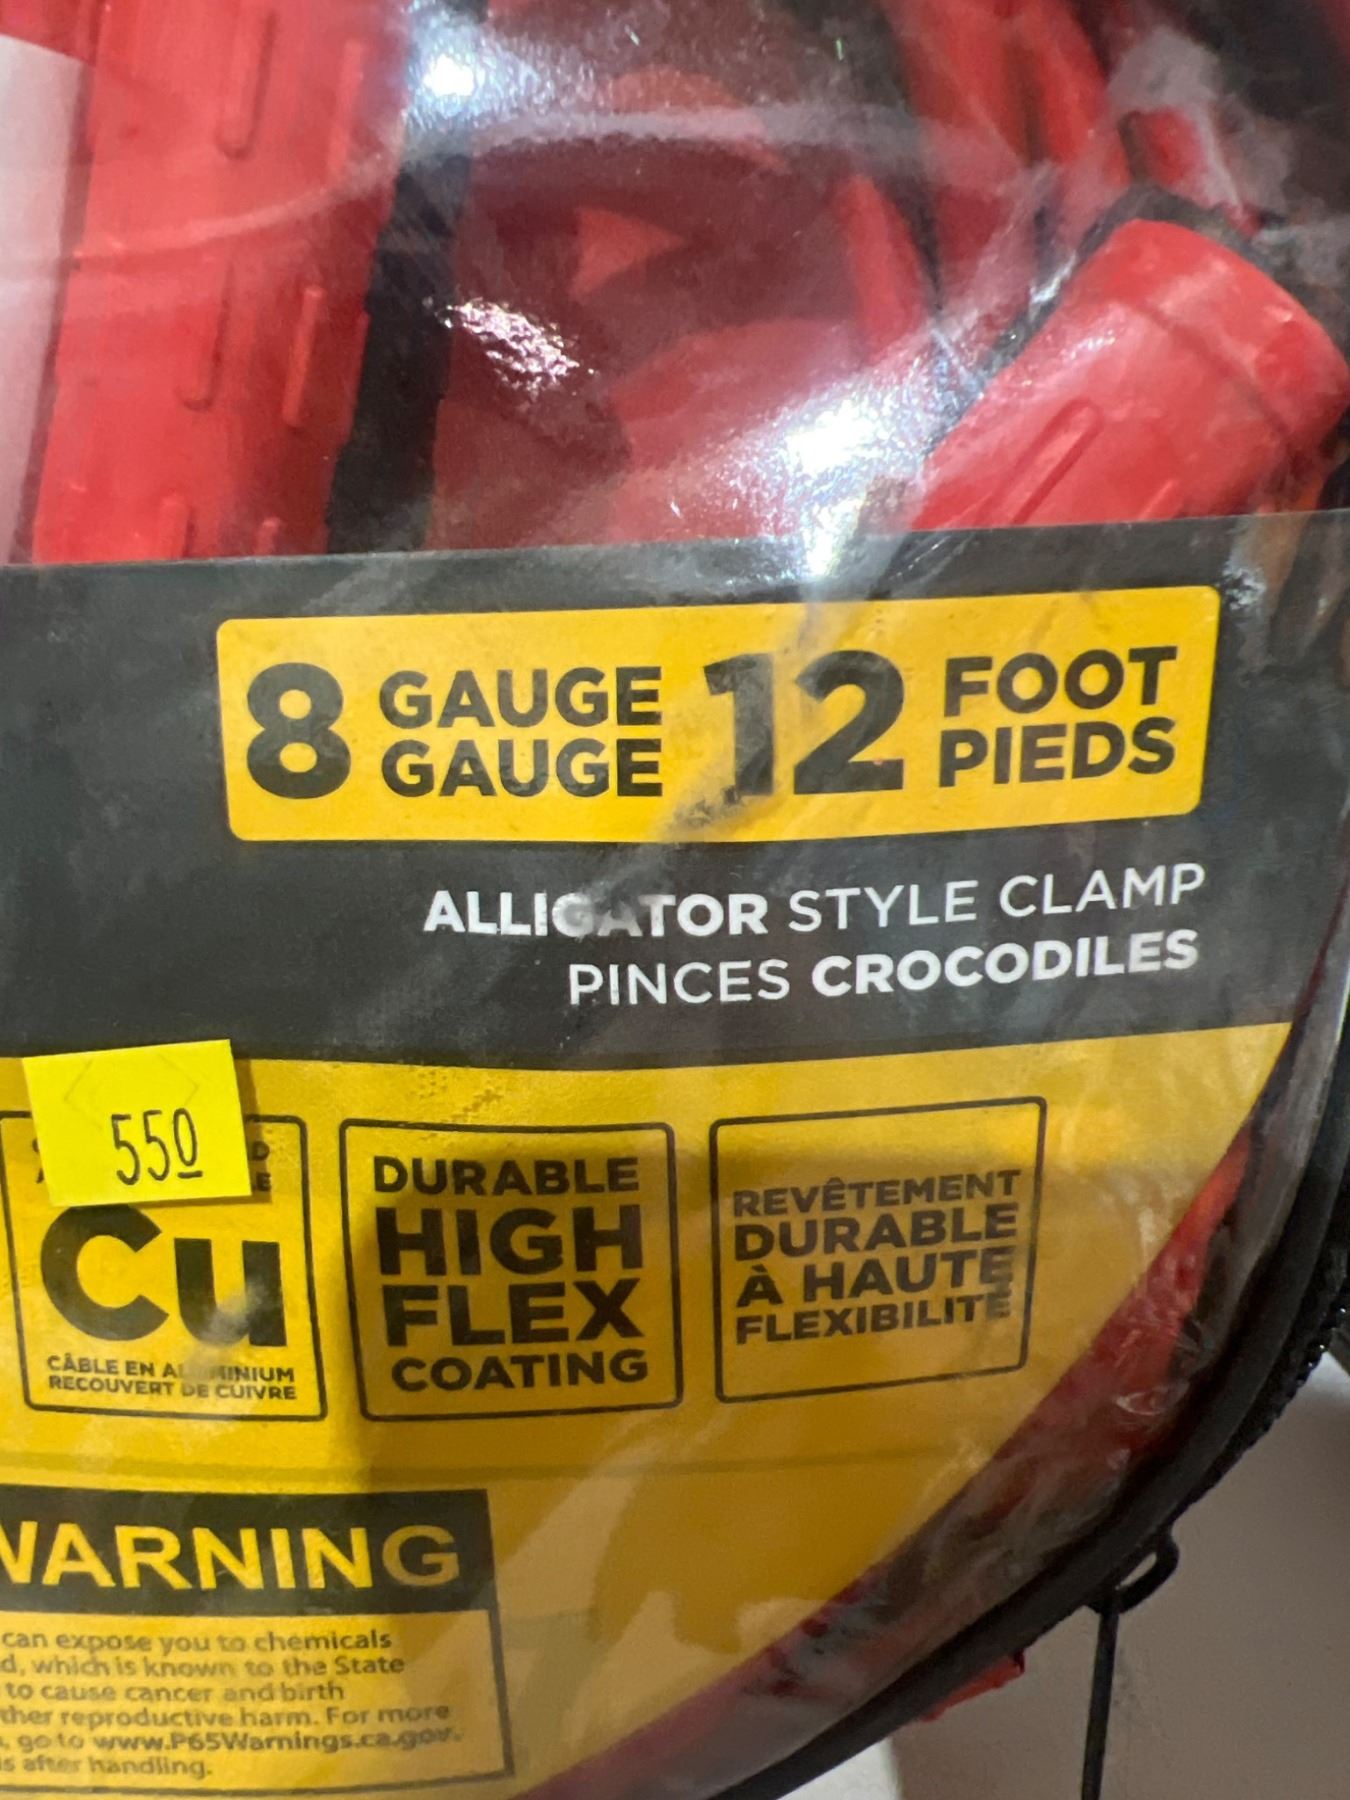 8 GAUGE 12 FOOT
GAUGE PIEDS
ALLIGATOR STYLE CLAMP
PINCES CROCODILES
550
Cu
CÂBLE EN ALUMINIUM
RECOUVERT DE CUIVRE
DURABLE
HIGH
FLEX
COATING
REVÊTEMENT
DURABLE
À HAUTE
FLEXIBILITÉ
WARNING
can expose you to chemicals
d, which is known to the State
to cause cancer and birth
ther reproductive harm. For more
, go to www.P65Warnings.ca.gov.
s after handling.